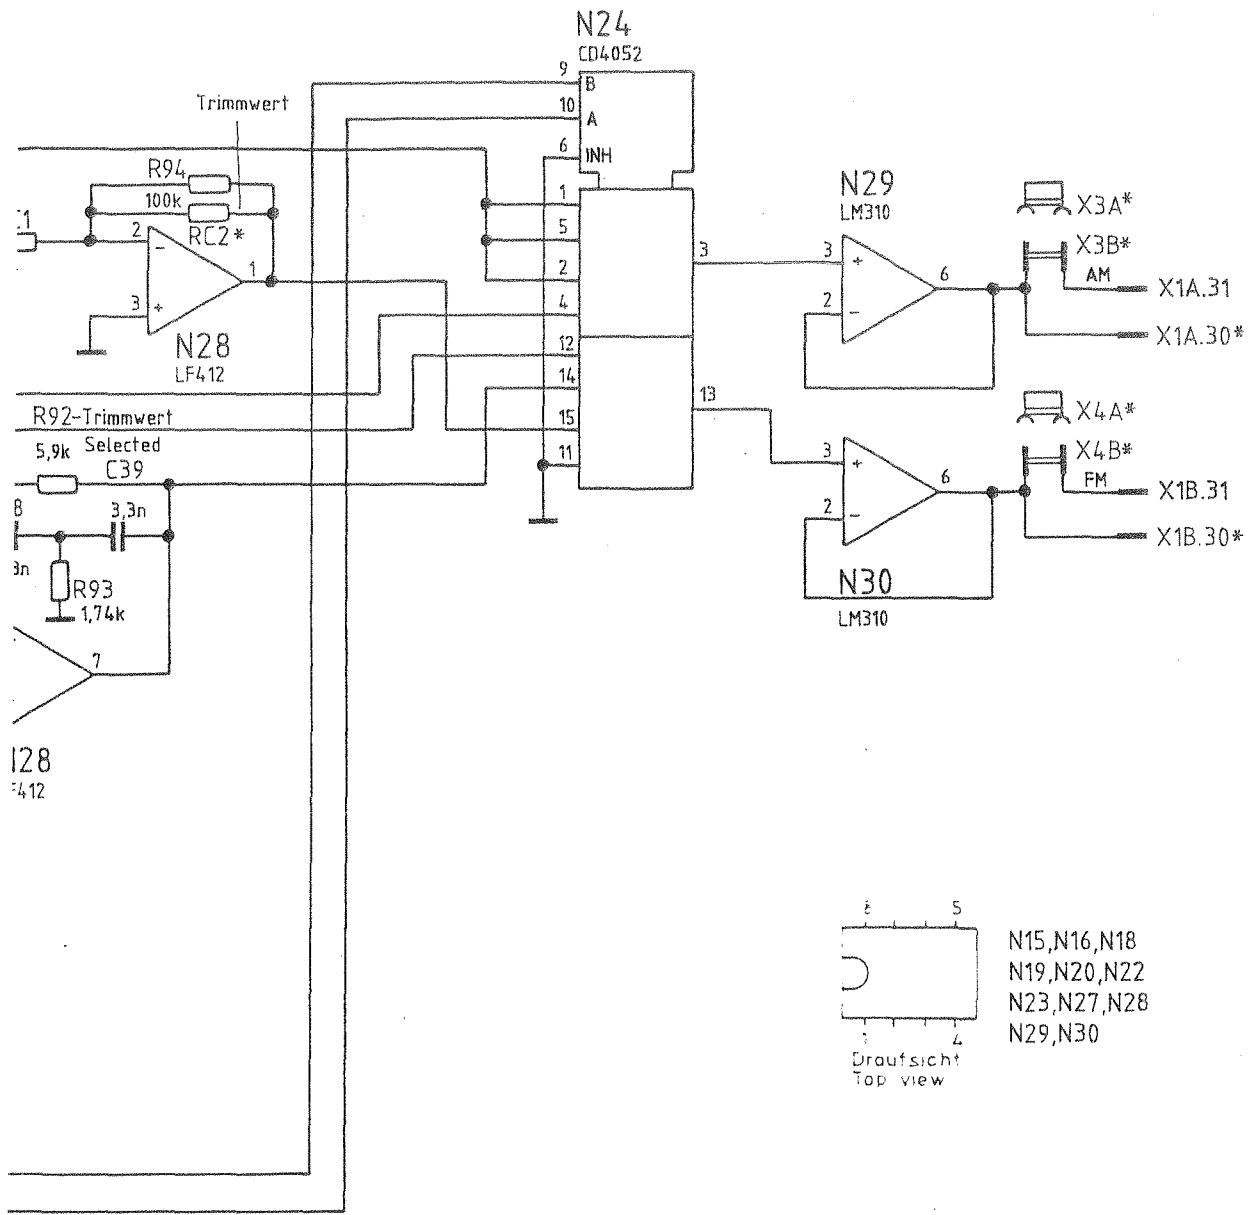 N24
CD4052
9
B
Trimmwert
10
A
6
INH
R94
100k
RC2*
1
5
2
4
12
14
15
11
3
13
2
-
3
+
1
N28
LF412
N29
LM310
3
+
2
-
6
X3A*
X3B*
AM
X1A.31
X1A.30*
R92-Trimmwert
Selected
5,9k
C39
3,3n
R93
1,74k
7
X4A*
X4B*
FM
X1B.31
X1B.30*
3
+
2
-
6
N30
LM310
5
4
Draufsicht
Top view
N15,N16,N18
N19,N20,N22
N23,N27,N28
N29,N30